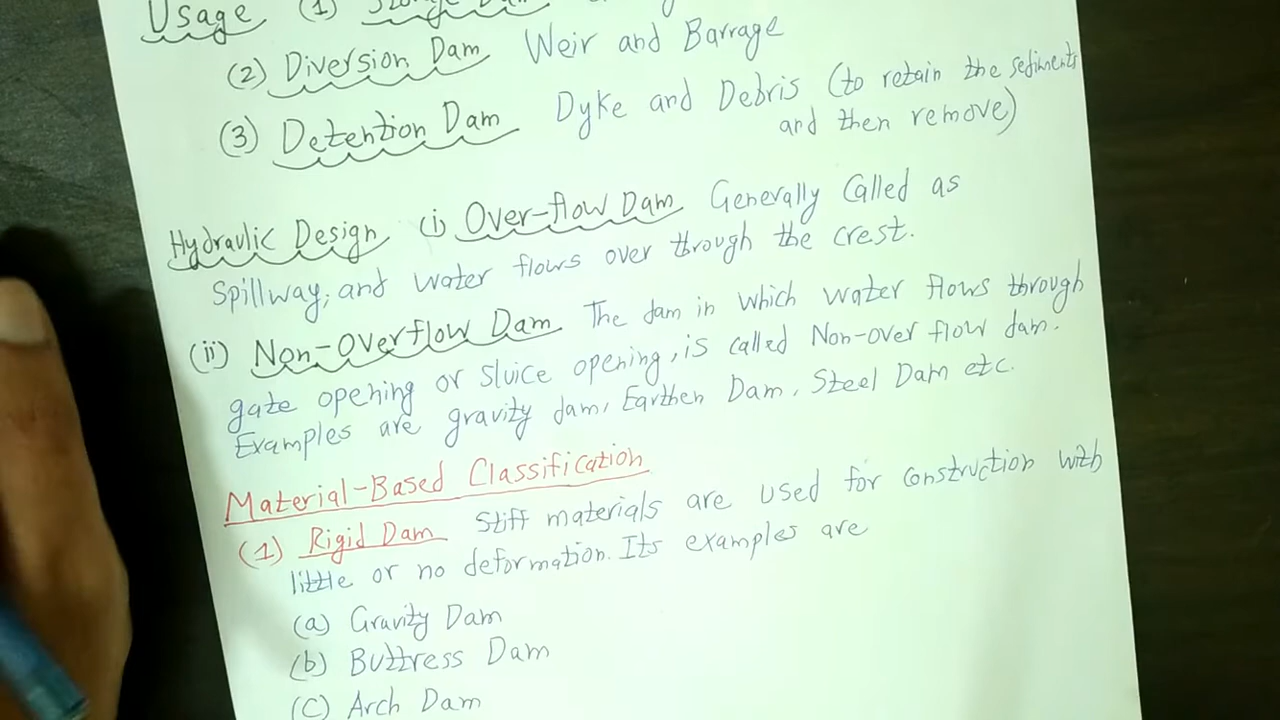 Usage (1) Storage Dam
(2) Diversion Dam Weir and Barrage
(3) Detention Dam Dyke and Debris (to retain the sediments
and then remove)
Hydraulic Design (i) Over-flow Dam Generally Called as
Spillway, and water flows over through the crest.
(ii) Non-Overflow Dam The dam in which water flows through
gate opening or sluice opening, is called Non-over flow dam.
Examples are gravity dam, Earthen Dam, Steel Dam etc.
Material-Based Classification
(1) Rigid Dam Stiff materials are used for construction with
little or no deformation. Its examples are
(a) Gravity Dam
(b) Buttress Dam
(c) Arch Dam